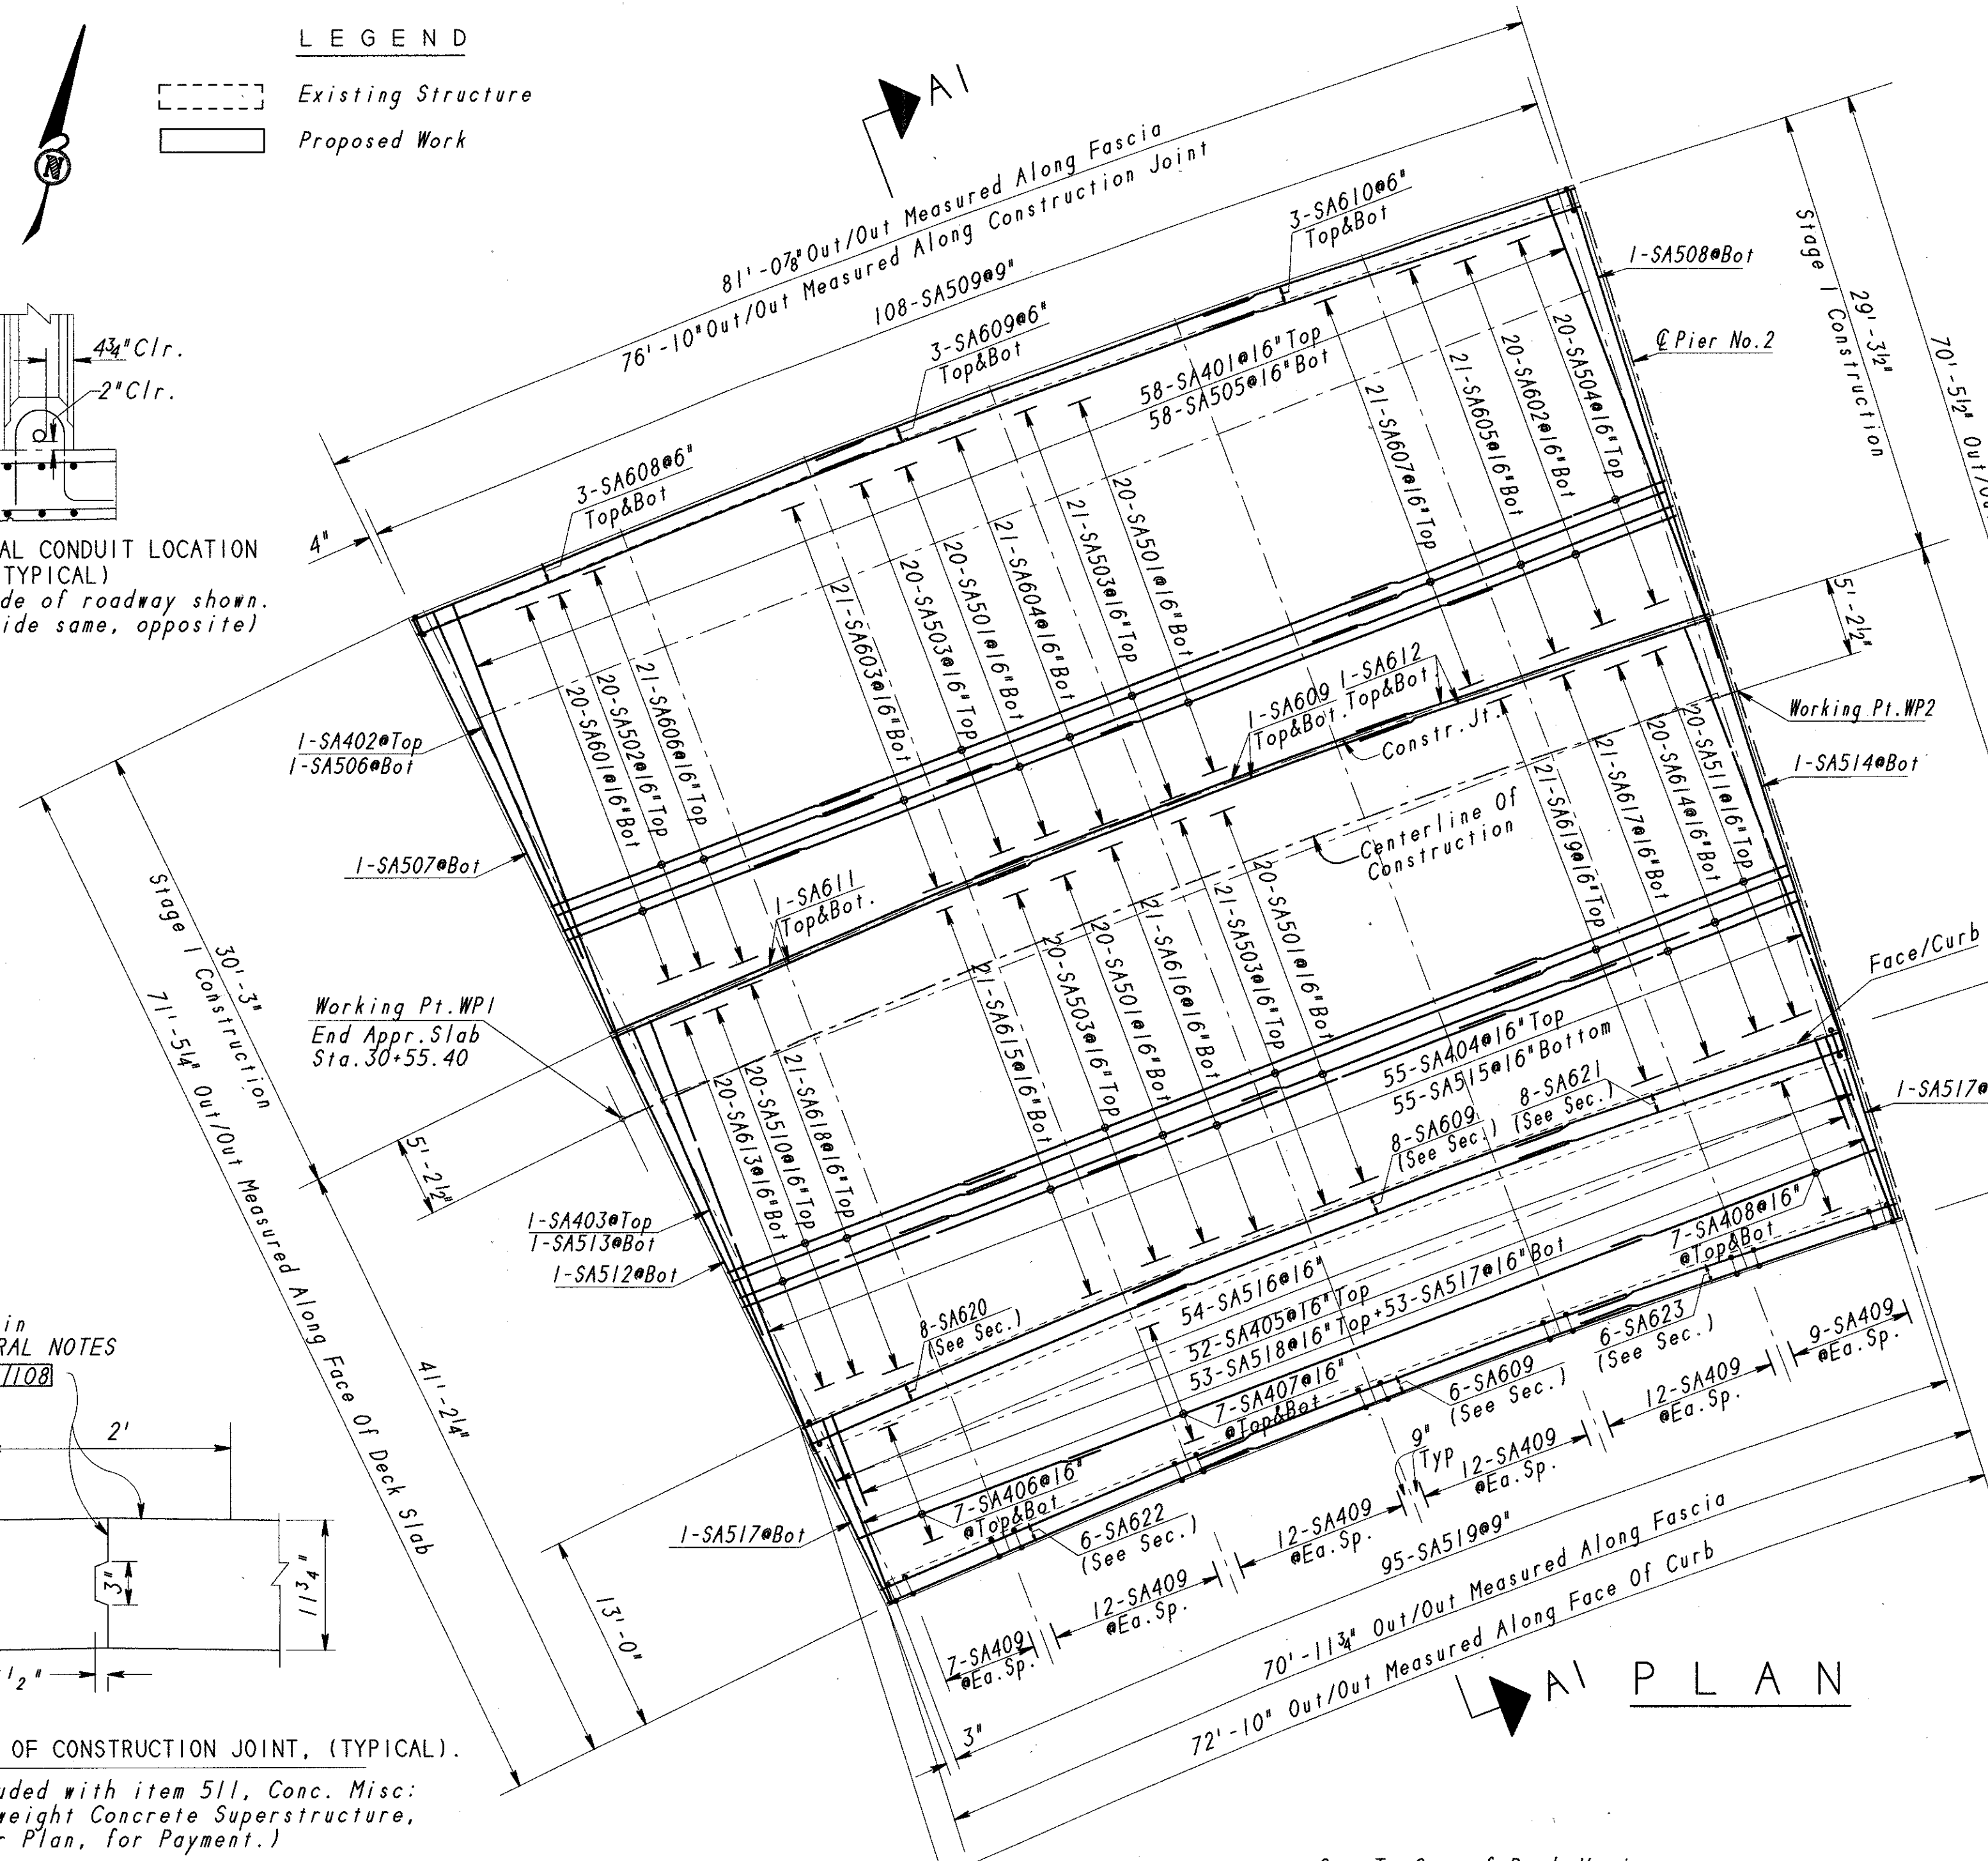 LEGEND
Existing Structure
Proposed Work
N
A1
81'-0⅞" Out/Out Measured Along Fascia
76'-10" Out/Out Measured Along Construction Joint
108-SA509@9"
3-SA610@6"
Top&Bot
3-SA609@6"
Top&Bot
3-SA608@6"
Top&Bot
4"
58-SA401@16" Top
58-SA505@16" Bot
1-SA508@Bot
℄ Pier No.2
Stage 1 Construction
29'-3½"
70'-5½" Out/Out
5'-2½"
4¾" Clr.
2" Clr.
AL CONDUIT LOCATION
TYPICAL)
de of roadway shown.
ide same, opposite)
20-SA601@16" Bot
20-SA502@16" Top
21-SA606@16" Top
21-SA603@16" Bot
20-SA503@16" Top
20-SA501@16" Bot
21-SA604@16" Bot
21-SA503@16" Top
20-SA501@16" Bot
21-SA607@16" Top
21-SA605@16" Bot
20-SA602@16" Bot
20-SA504@16" Top
1-SA402@Top
1-SA506@Bot
1-SA507@Bot
1-SA611
Top&Bot.
1-SA609
Top&Bot.
1-SA612
Top&Bot.
Constr. Jt.
Centerline Of
Construction
Working Pt. WP2
1-SA514@Bot
Working Pt. WP1
End Appr. Slab
Sta. 30+55.40
Stage 1 Construction
30'-3"
71'-5¼" Out/Out Measured Along Face Of Deck Slab
5'-2½"
41'-2¼"
13'-0"
1-SA403@Top
1-SA513@Bot
1-SA512@Bot
20-SA613@16" Bot
20-SA510@16" Top
21-SA618@16" Top
21-SA615@16" Bot
20-SA503@16" Top
20-SA501@16" Bot
21-SA616@16" Bot
21-SA503@16" Top
20-SA501@16" Bot
21-SA619@16" Top
21-SA617@16" Bot
20-SA614@16" Bot
20-SA511@16" Top
Face/Curb
55-SA404@16" Top
55-SA515@16" Bottom
8-SA621
(See Sec.)
8-SA609
(See Sec.)
8-SA620
(See Sec.)
1-SA517@
54-SA516@16"
52-SA405@16" Top
53-SA518@16" Top+53-SA517@16" Bot
7-SA408@16"
@Top&Bot
7-SA407@16"
@Top&Bot
7-SA406@16"
@Top&Bot
1-SA517@Bot
6-SA622
(See Sec.)
6-SA609
(See Sec.)
6-SA623
(See Sec.)
9"
Typ
7-SA409
@Ea. Sp.
12-SA409
@Ea. Sp.
12-SA409
@Ea. Sp.
12-SA409
@Ea. Sp.
12-SA409
@Ea. Sp.
9-SA409
@Ea. Sp.
95-SA519@9"
3"
70'-11¾" Out/Out Measured Along Fascia
72'-10" Out/Out Measured Along Face Of Curb
A1
PLAN
in
RAL NOTES
1108
2'
3"
11¾"
1/2"
OF CONSTRUCTION JOINT, (TYPICAL).
uded with item 511, Conc. Misc:
weight Concrete Superstructure,
r Plan, for Payment.)